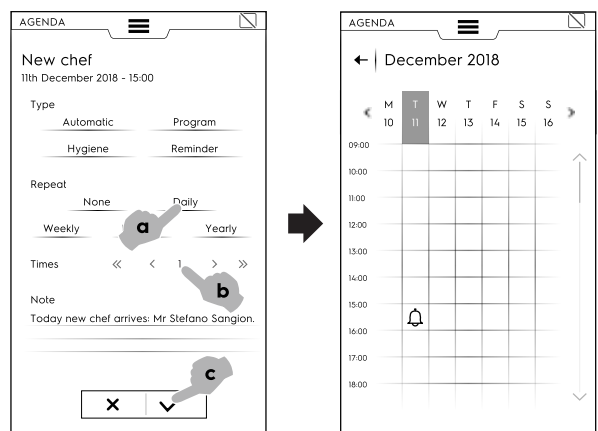 AGENDA
New chef
11th December 2018 - 15:00
Type
Automatic Program
Hygiene Reminder
Repeat
None Daily
Weekly Yearly
Times « < 1 > »
Note
Today new chef arrives: Mr Stefano Sangion.
a
b
c
AGENDA
December 2018
M T W T F S S
10 11 12 13 14 15 16
09:00
10:00
11:00
12:00
13:00
14:00
15:00
16:00
17:00
18:00